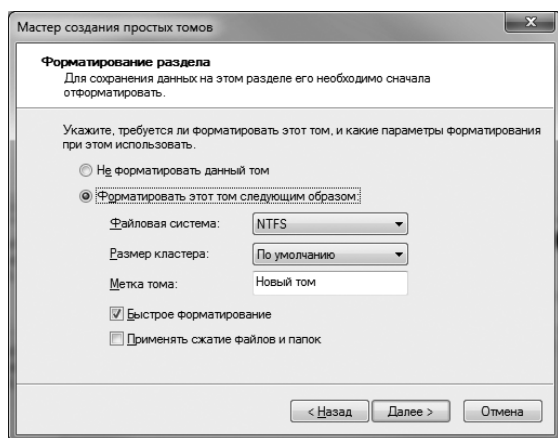 Мастер создания простых томов
Форматирование раздела
Для сохранения данных на этом разделе его необходимо сначала
отформатировать.
Укажите, требуется ли форматировать этот том, и какие параметры форматирования
при этом использовать.
Не форматировать данный том
Форматировать этот том следующим образом:
Файловая система: NTFS
Размер кластера: По умолчанию
Метка тома: Новый том
Быстрое форматирование
Применять сжатие файлов и папок
< Назад Далее > Отмена